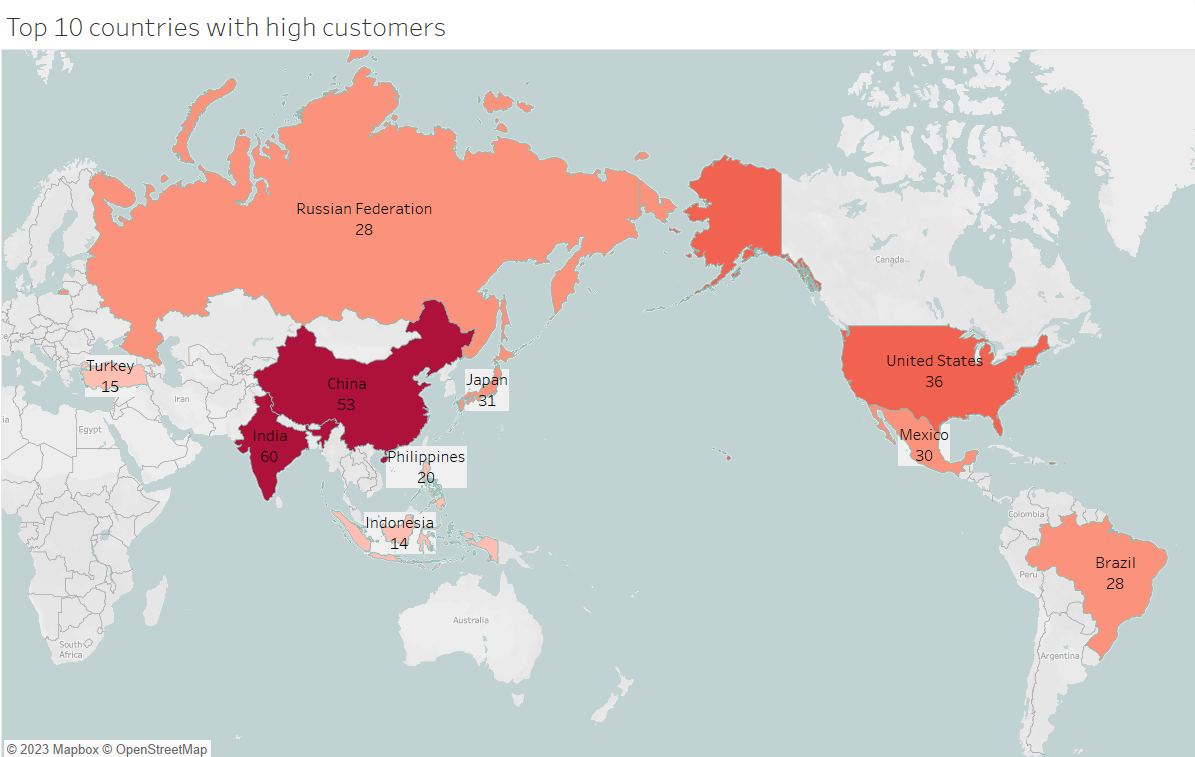 Top 10 countries with high customers
Russian Federation
28
Canada
Turkey
15
Iran
Egypt
China
53
Japan
31
India
60
Philippines
20
Indonesia
14
United States
36
Mexico
30
Colombia
Brazil
28
Peru
Australia
South
Africa
Argentina
© 2023 Mapbox © OpenStreetMap